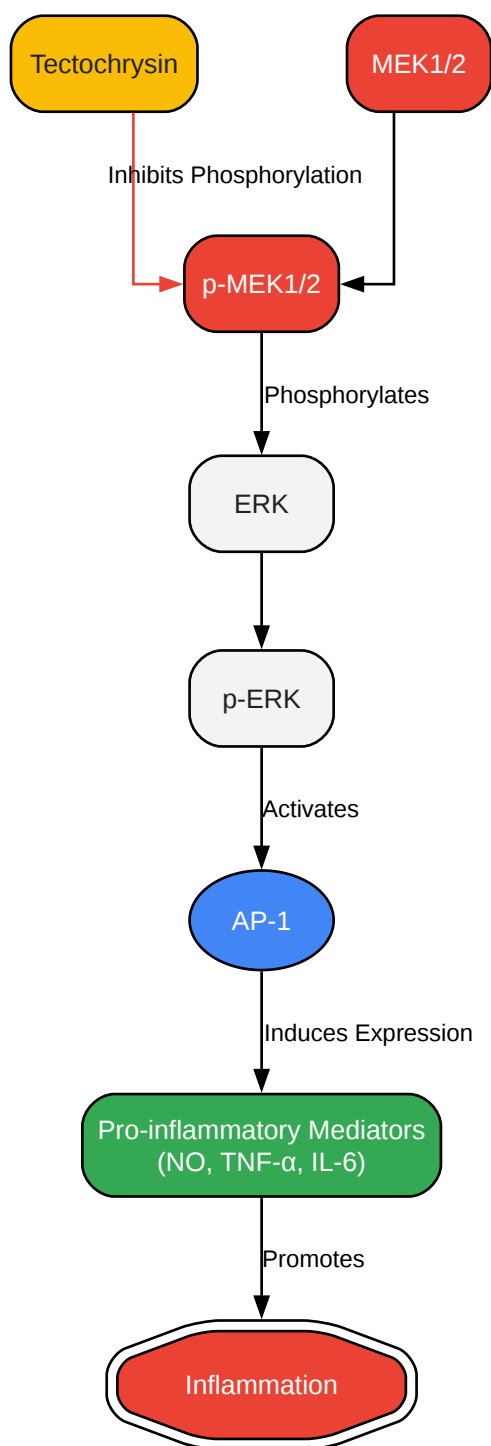 Tectochrysin
MEK1/2
Inhibits Phosphorylation
p-MEK1/2
Phosphorylates
ERK
p-ERK
Activates
AP-1
Induces Expression
Pro-inflammatory Mediators
(NO, TNF-α, IL-6)
Promotes
Inflammation